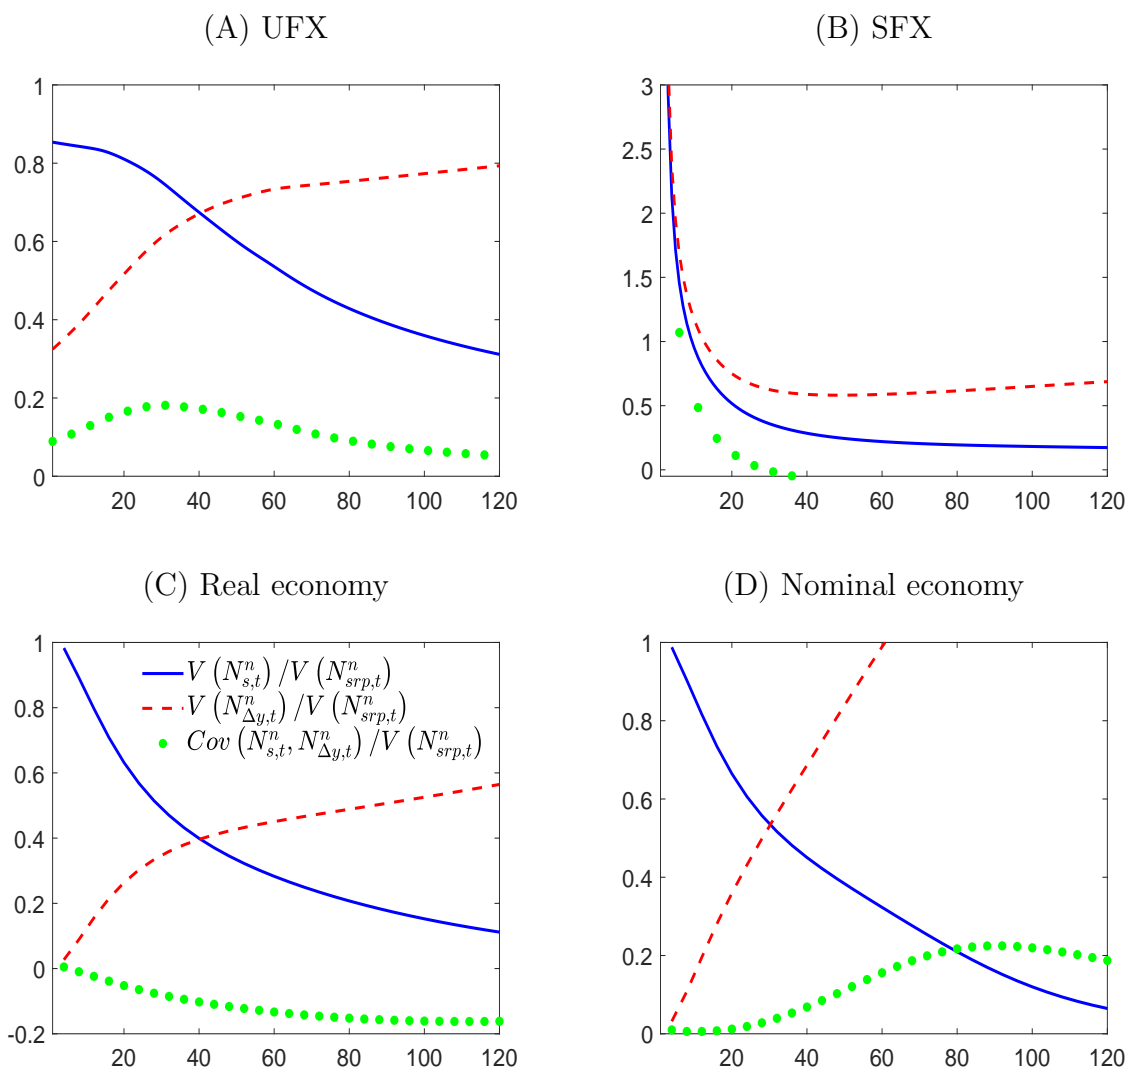 (A) UFX
1
0.8
0.6
0.4
0.2
0
20 40 60 80 100 120
(B) SFX
3
2.5
2
1.5
1
0.5
0
20 40 60 80 100 120
(C) Real economy
1
0.8
0.6
0.4
0.2
0
-0.2
20 40 60 80 100 120
V (N^n_{s,t}) / V (N^n_{srp,t})
V (N^n_{Δy,t}) / V (N^n_{srp,t})
Cov (N^n_{s,t}, N^n_{Δy,t}) / V (N^n_{srp,t})
(D) Nominal economy
1
0.8
0.6
0.4
0.2
0
20 40 60 80 100 120